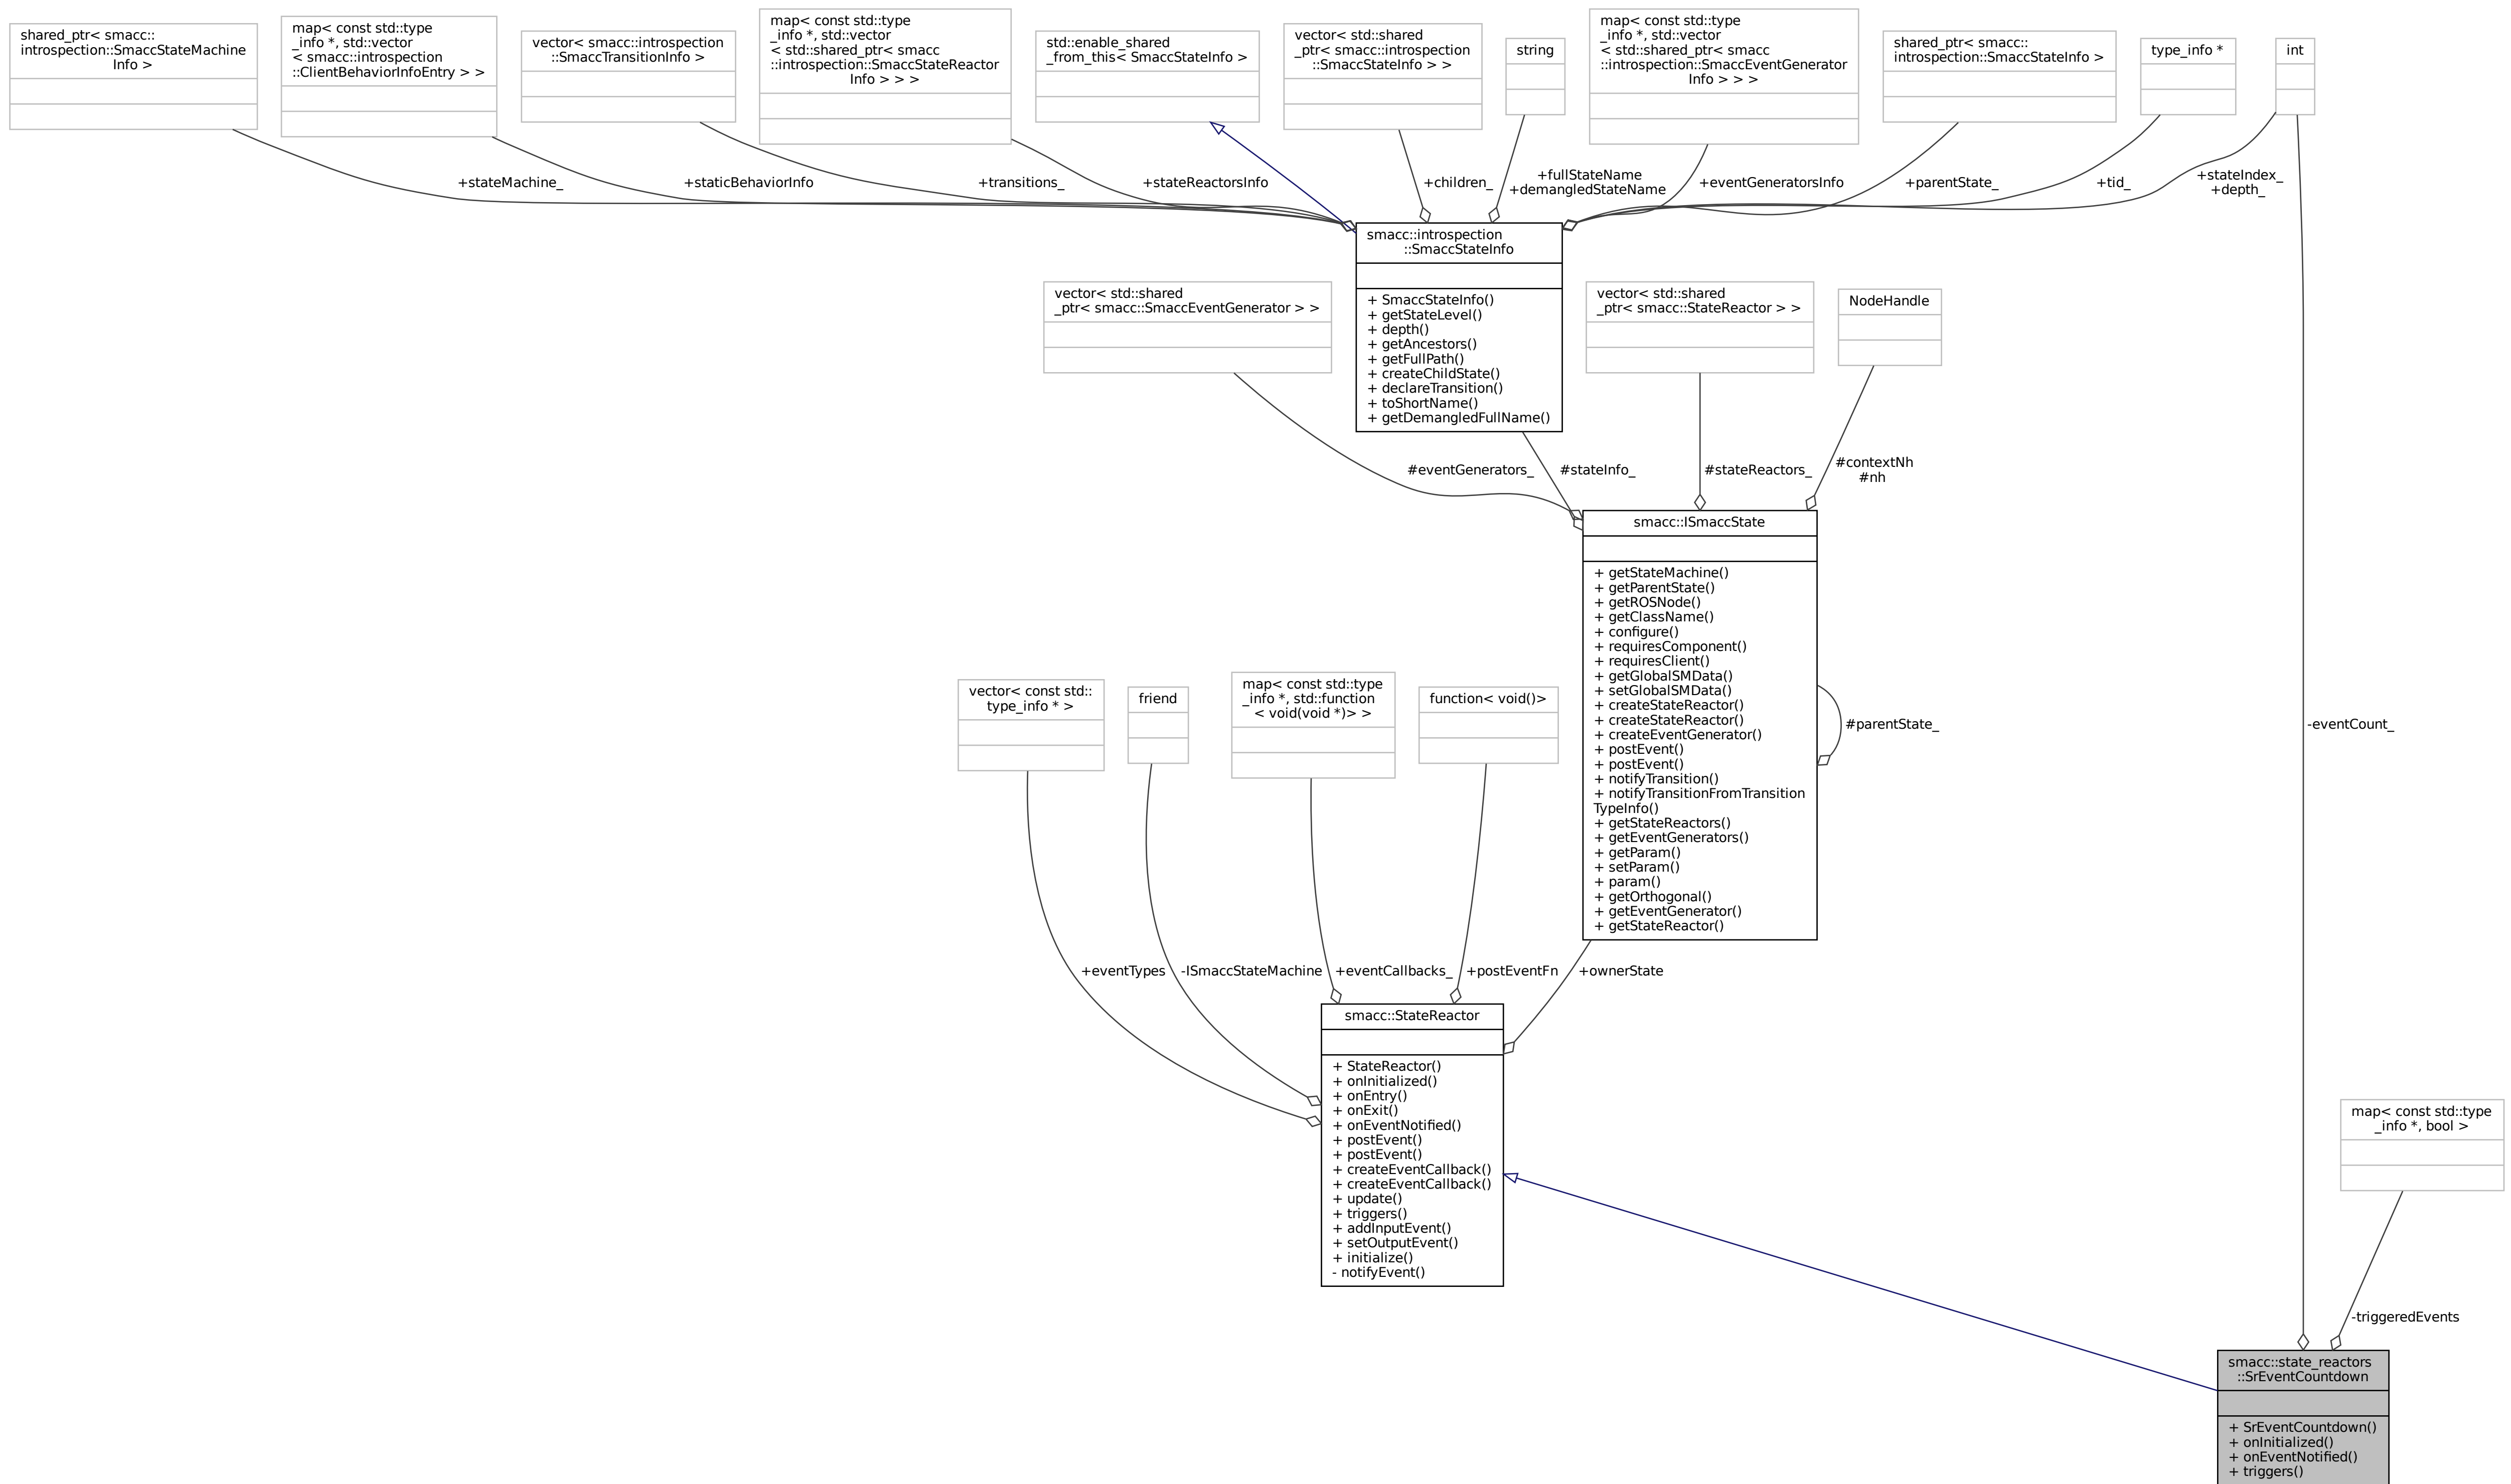 shared_ptr< smacc::
introspection::SmaccStateMachine
Info >
map< const std::type
_info *, std::vector
< smacc::introspection
::ClientBehaviorInfoEntry > >
vector< smacc::introspection
::SmaccTransitionInfo >
map< const std::type
_info *, std::vector
< std::shared_ptr< smacc
::introspection::SmaccStateReactor
Info > > >
std::enable_shared
_from_this< SmaccStateInfo >
vector< std::shared
_ptr< smacc::introspection
::SmaccStateInfo > >
string
map< const std::type
_info *, std::vector
< std::shared_ptr< smacc
::introspection::SmaccEventGenerator
Info > > >
shared_ptr< smacc::
introspection::SmaccStateInfo >
type_info *
int
+stateMachine_
+staticBehaviorInfo
+transitions_
+stateReactorsInfo
+children_
+fullStateName
+demangledStateName
+eventGeneratorsInfo
+parentState_
+tid_
+stateIndex_
+depth_
smacc::introspection
::SmaccStateInfo
+ SmaccStateInfo()
+ getStateLevel()
+ depth()
+ getAncestors()
+ getFullPath()
+ createChildState()
+ declareTransition()
+ toShortName()
+ getDemangledFullName()
vector< std::shared
_ptr< smacc::SmaccEventGenerator > >
vector< std::shared
_ptr< smacc::StateReactor > >
NodeHandle
#eventGenerators_
#stateInfo_
#stateReactors_
#contextNh
#nh
smacc::ISmaccState
+ getStateMachine()
+ getParentState()
+ getROSNode()
+ getClassName()
+ configure()
+ requiresComponent()
+ requiresClient()
+ getGlobalSMData()
+ setGlobalSMData()
+ createStateReactor()
+ createStateReactor()
+ createEventGenerator()
+ postEvent()
+ postEvent()
+ notifyTransition()
+ notifyTransitionFromTransition
TypeInfo()
+ getStateReactors()
+ getEventGenerators()
+ getParam()
+ setParam()
+ param()
+ getOrthogonal()
+ getEventGenerator()
+ getStateReactor()
#parentState_
-eventCount_
vector< const std::
type_info * >
friend
map< const std::type
_info *, std::function
< void(void *)> >
function< void()>
+eventTypes
-ISmaccStateMachine
+eventCallbacks_
+postEventFn
+ownerState
smacc::StateReactor
+ StateReactor()
+ onInitialized()
+ onEntry()
+ onExit()
+ onEventNotified()
+ postEvent()
+ postEvent()
+ createEventCallback()
+ createEventCallback()
+ update()
+ triggers()
+ addInputEvent()
+ setOutputEvent()
+ initialize()
- notifyEvent()
map< const std::type
_info *, bool >
-triggeredEvents
smacc::state_reactors
::SrEventCountdown
+ SrEventCountdown()
+ onInitialized()
+ onEventNotified()
+ triggers()